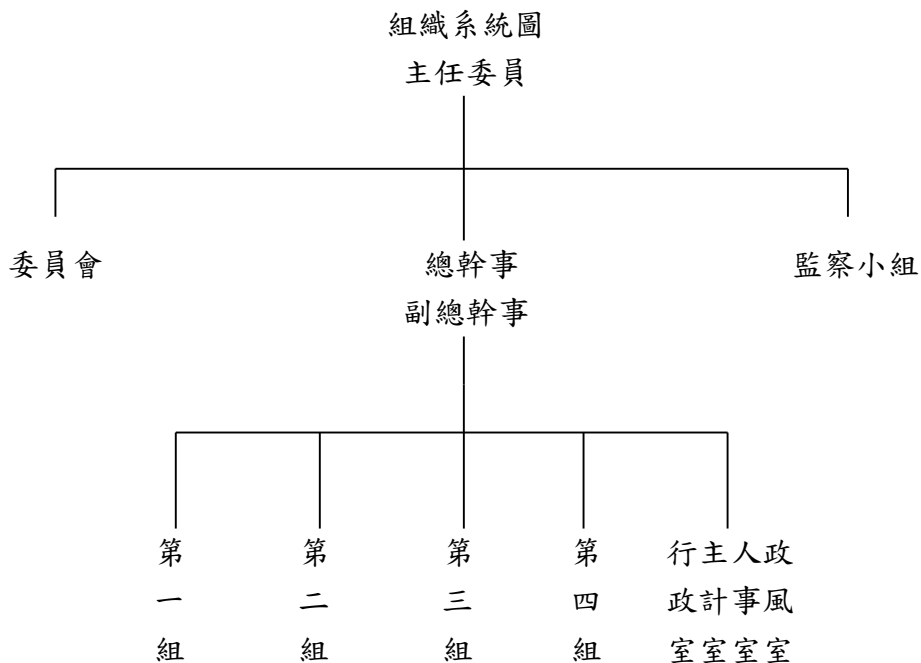 組織系統圖
主任委員
委員會
總幹事
監察小組
副總幹事
第一組
第二組
第三組
第四組
行政室
主計室
人事室
政風室